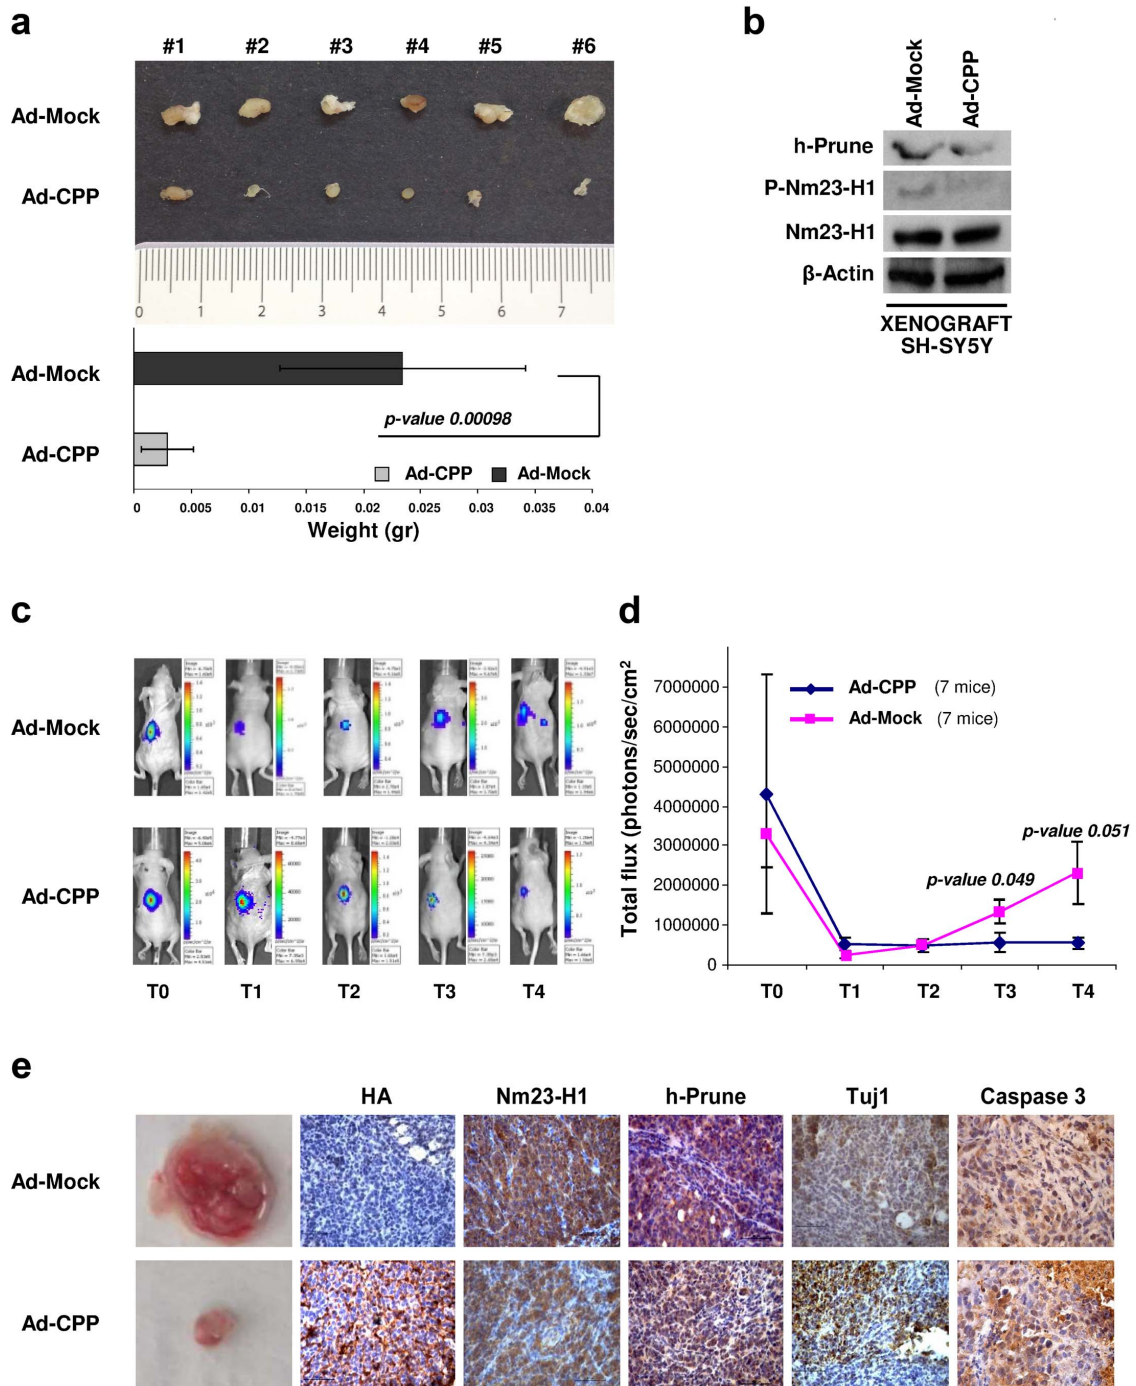 a
#1 #2 #3 #4 #5 #6
Ad-Mock
Ad-CPP
0 1 2 3 4 5 6 7
Ad-Mock
p-value 0.00098
Ad-CPP
Ad-CPP Ad-Mock
0 0.005 0.01 0.015 0.02 0.025 0.03 0.035 0.04
Weight (gr)
b
Ad-Mock Ad-CPP
h-Prune
P-Nm23-H1
Nm23-H1
β-Actin
XENOGRAFT
SH-SY5Y
c
Ad-Mock
Ad-CPP
T0 T1 T2 T3 T4
d
Total flux (photons/sec/cm²
7000000
6000000
5000000
4000000
3000000
2000000
1000000
0
Ad-CPP (7 mice)
Ad-Mock (7 mice)
p-value 0.051
p-value 0.049
T0 T1 T2 T3 T4
e
HA Nm23-H1 h-Prune Tuj1 Caspase 3
Ad-Mock
Ad-CPP